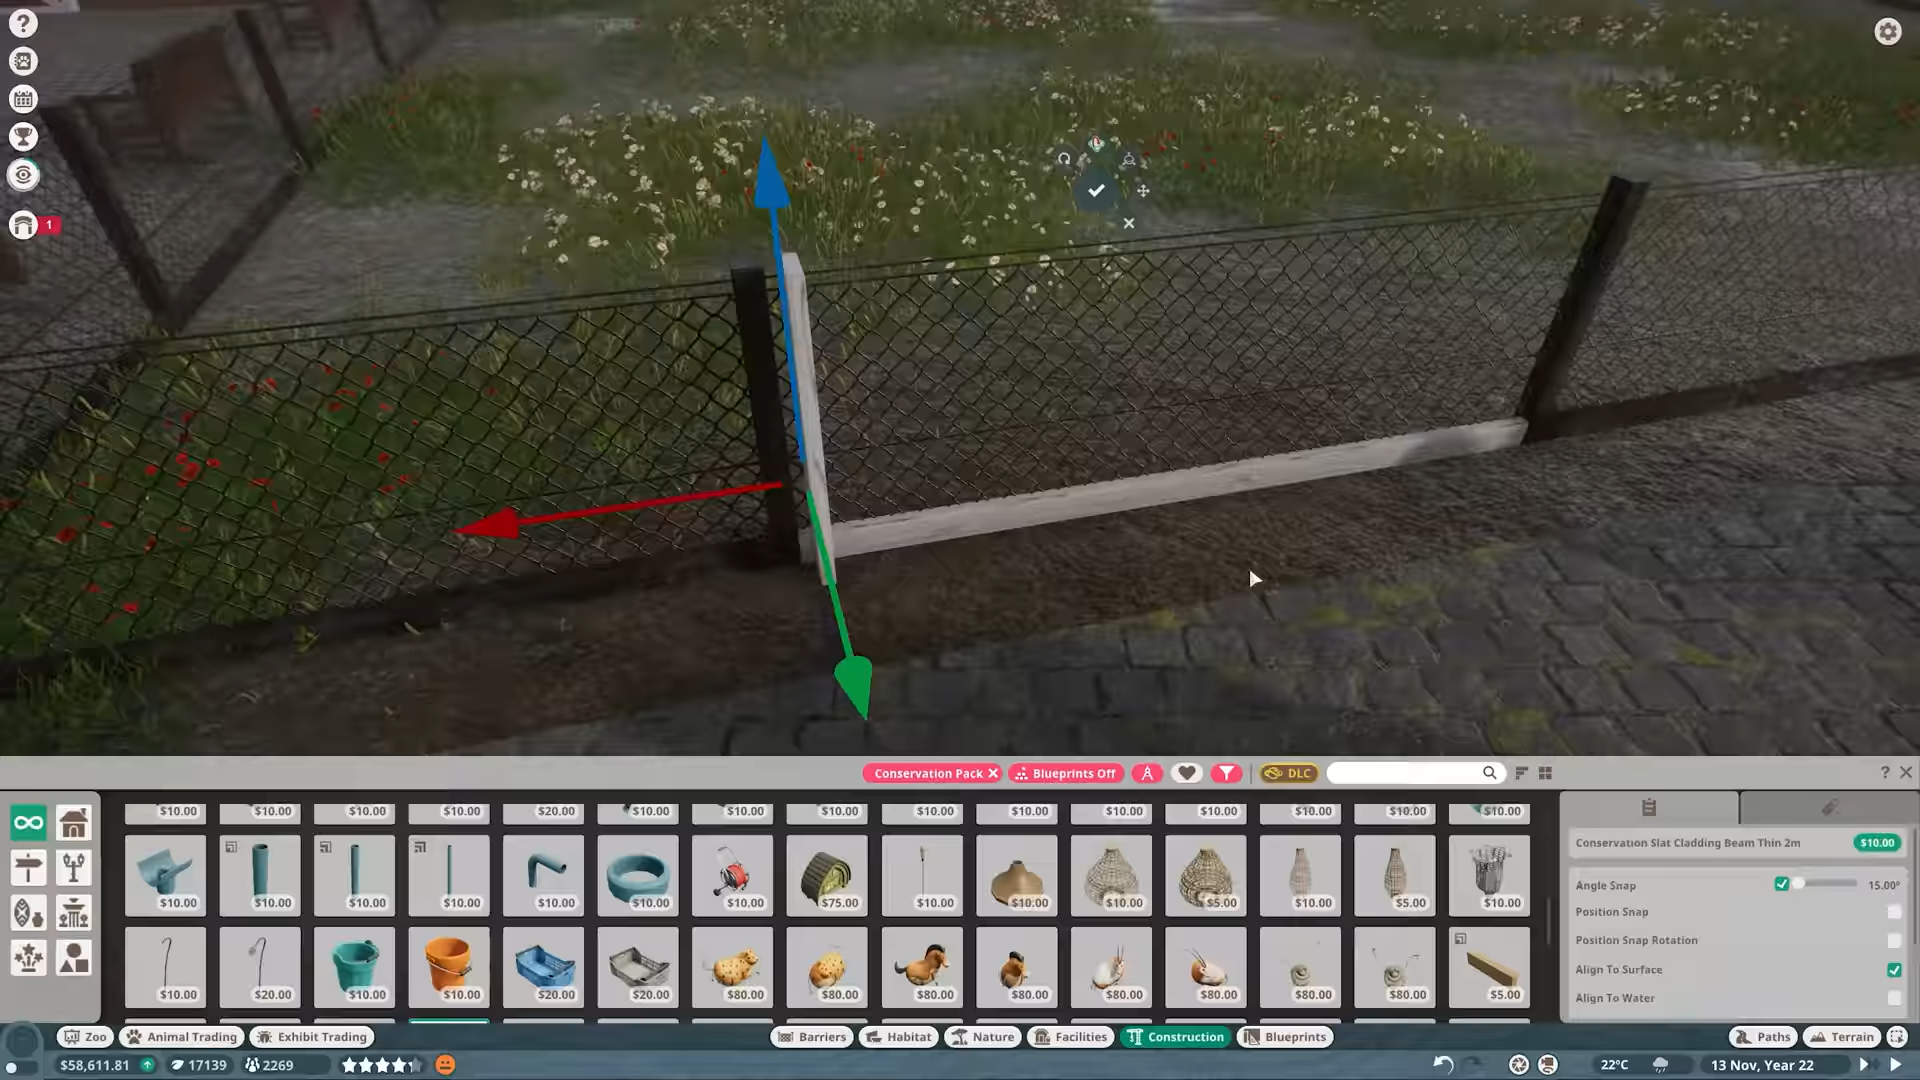 ?
1
Conservation Pack ×
Blueprints Off
DLC
? ×
$10.00 $10.00 $10.00 $10.00 $20.00 $10.00 $10.00 $10.00 $10.00 $10.00 $10.00 $10.00 $10.00 $10.00 $10.00
$10.00 $10.00 $10.00 $10.00 $10.00 $10.00 $10.00 $75.00 $10.00 $10.00 $10.00 $5.00 $10.00 $5.00 $10.00
$10.00 $20.00 $10.00 $10.00 $20.00 $20.00 $80.00 $80.00 $80.00 $80.00 $80.00 $80.00 $80.00 $80.00 $5.00
Conservation Slat Cladding Beam Thin 2m $10.00
Angle Snap 15.00°
Position Snap
Position Snap Rotation
Align To Surface
Align To Water
Zoo Animal Trading Exhibit Trading Barriers Habitat Nature Facilities Construction Blueprints Paths Terrain
$58,611.81 17139 2269 22°C 13 Nov, Year 22